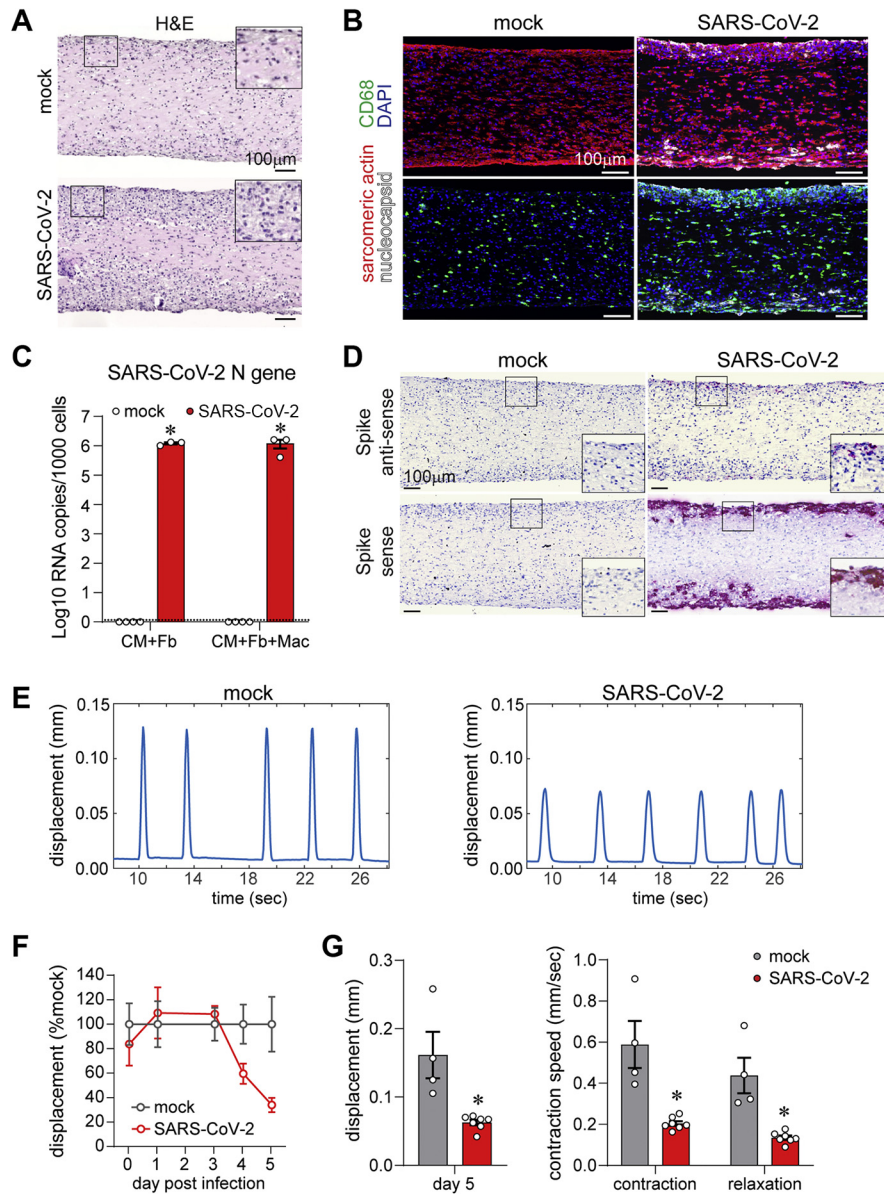 A
H&E
mock
100μm
SARS-CoV-2
B
mock
SARS-CoV-2
sarcomeric actin CD68
nucleocapsid DAPI
100μm
C
SARS-CoV-2 N gene
mock SARS-CoV-2
Log10 RNA copies/1000 cells
7
6
5
4
3
2
1
0
* *
CM+Fb CM+Fb+Mac
D
mock SARS-CoV-2
Spike
anti-sense
100μm
Spike
sense
E
mock
displacement (mm)
0.15
0.10
0.05
0.00
10 14 18 22 26
time (sec)
SARS-CoV-2
displacement (mm)
0.15
0.10
0.05
0.00
10 14 18 22 26
time (sec)
F
displacement (%mock)
140
120
100
80
60
40
20
0
mock
SARS-CoV-2
0 1 2 3 4 5
day post infection
G
displacement (mm)
0.3
0.2
0.1
0.0
*
day 5
contraction speed (mm/sec)
1.0
0.8
0.6
0.4
0.2
0.0
mock
SARS-CoV-2
* *
contraction relaxation